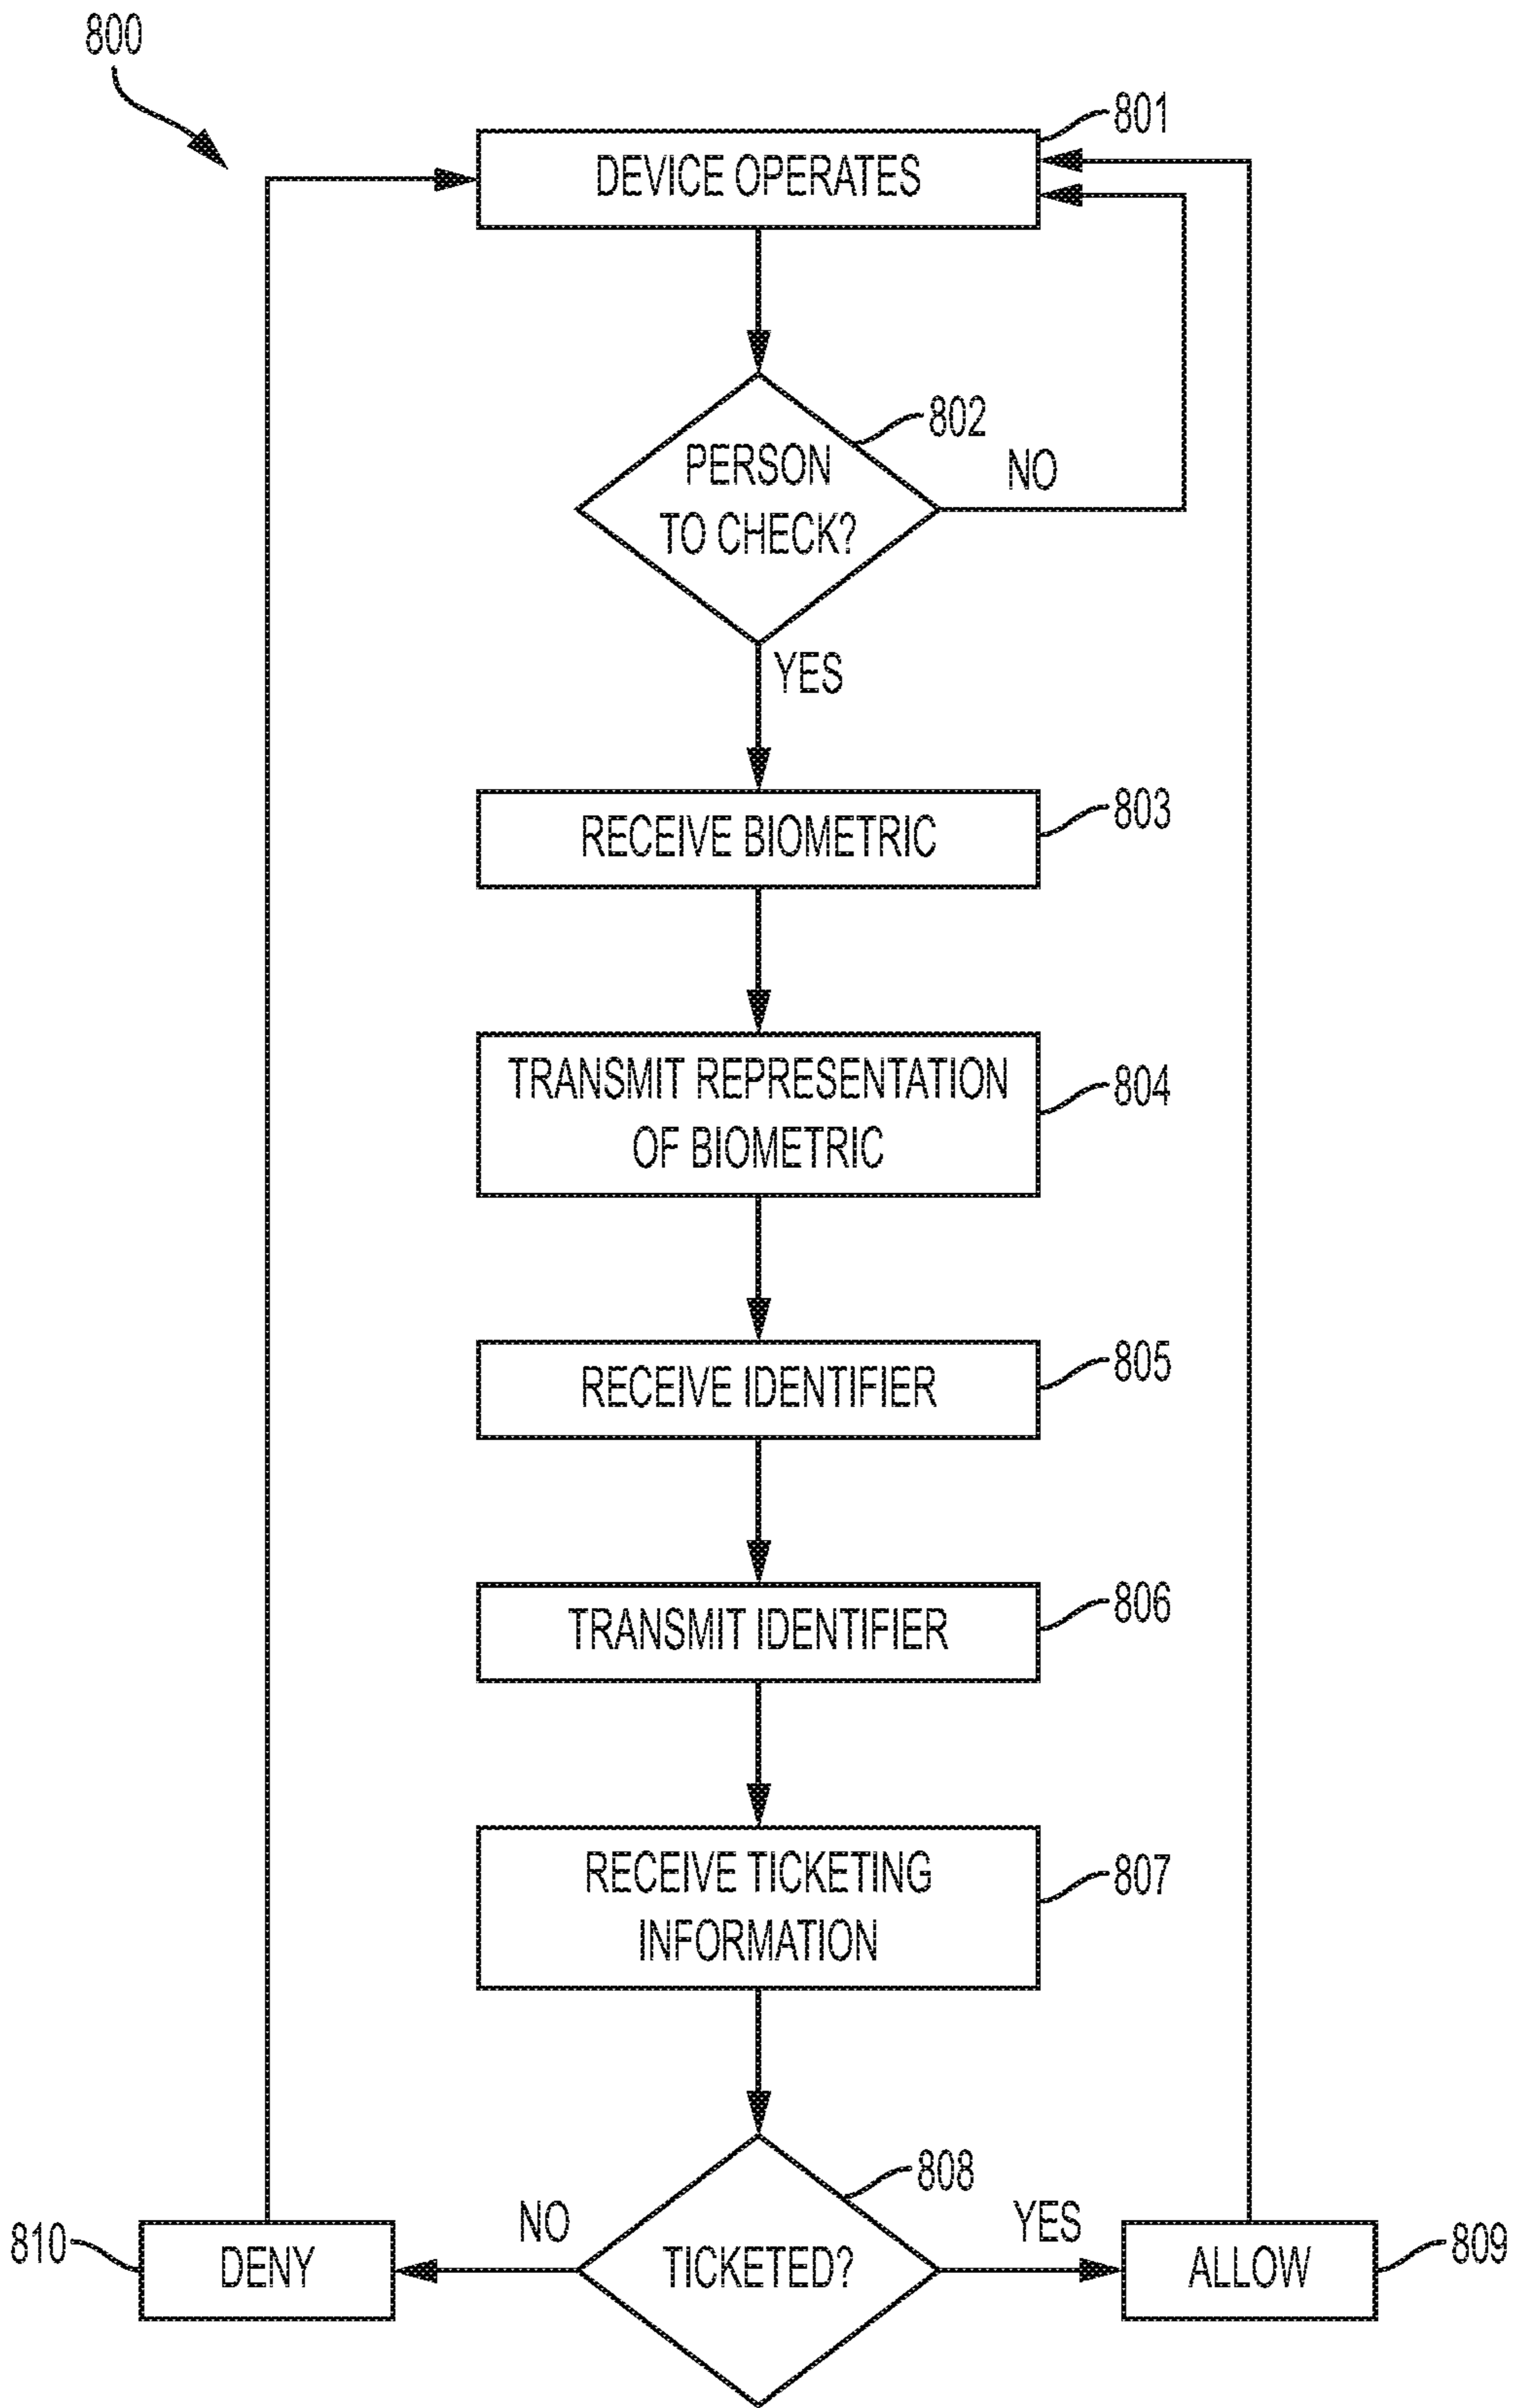 800
801
DEVICE OPERATES
802
PERSON
TO CHECK?
NO
YES
803
RECEIVE BIOMETRIC
TRANSMIT REPRESENTATION
OF BIOMETRIC
804
805
RECEIVE IDENTIFIER
806
TRANSMIT IDENTIFIER
RECEIVE TICKETING
INFORMATION
807
808
NO
YES
810
DENY
TICKETED?
ALLOW
809